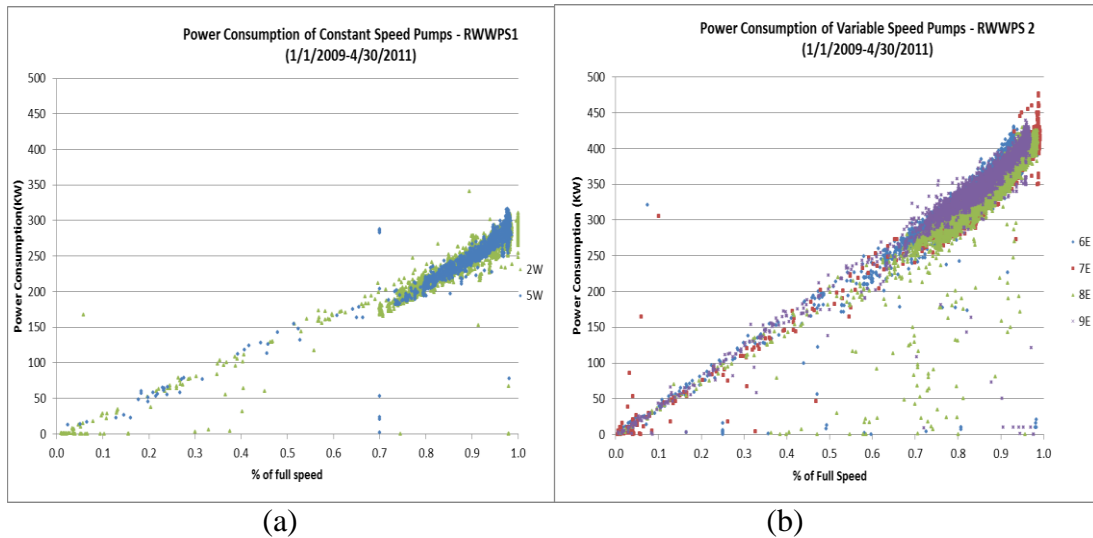 Power Consumption of Constant Speed Pumps - RWWPS1
(1/1/2009-4/30/2011)
500
450
400
350
300
250
200
150
100
50
0
Power Consumption(KW)
0.0 0.1 0.2 0.3 0.4 0.5 0.6 0.7 0.8 0.9 1.0
% of full speed
2W
5W
(a)
Power Consumption of Variable Speed Pumps - RWWPS 2
(1/1/2009-4/30/2011)
500
450
400
350
300
250
200
150
100
50
0
Power Consumption (KW)
0.0 0.1 0.2 0.3 0.4 0.5 0.6 0.7 0.8 0.9 1.0
% of Full Speed
6E
7E
8E
9E
(b)